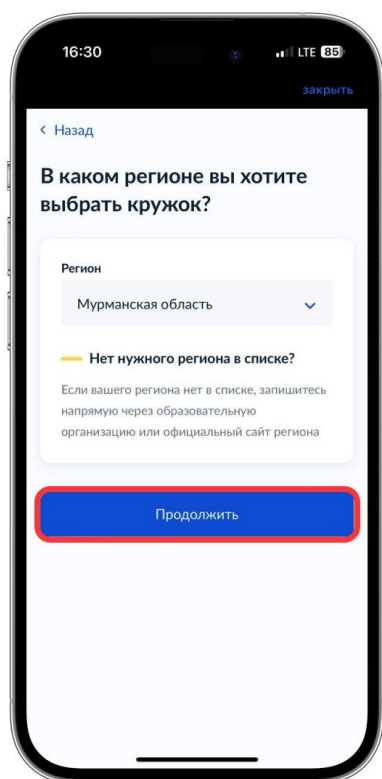 16:30 LTE 85
закрыть
Назад
В каком регионе вы хотите
выбрать кружок?
Регион
Мурманская область
Нет нужного региона в списке?
Если вашего региона нет в списке, запишитесь
напрямую через образовательную
организацию или официальный сайт региона
Продолжить